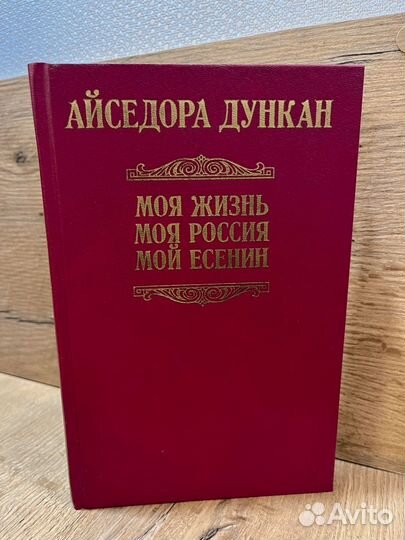 АЙСЕДОРА ДУНКАН
МОЯ ЖИЗНЬ
МОЯ РОССИЯ
МОЙ ЕСЕНИН
Avito